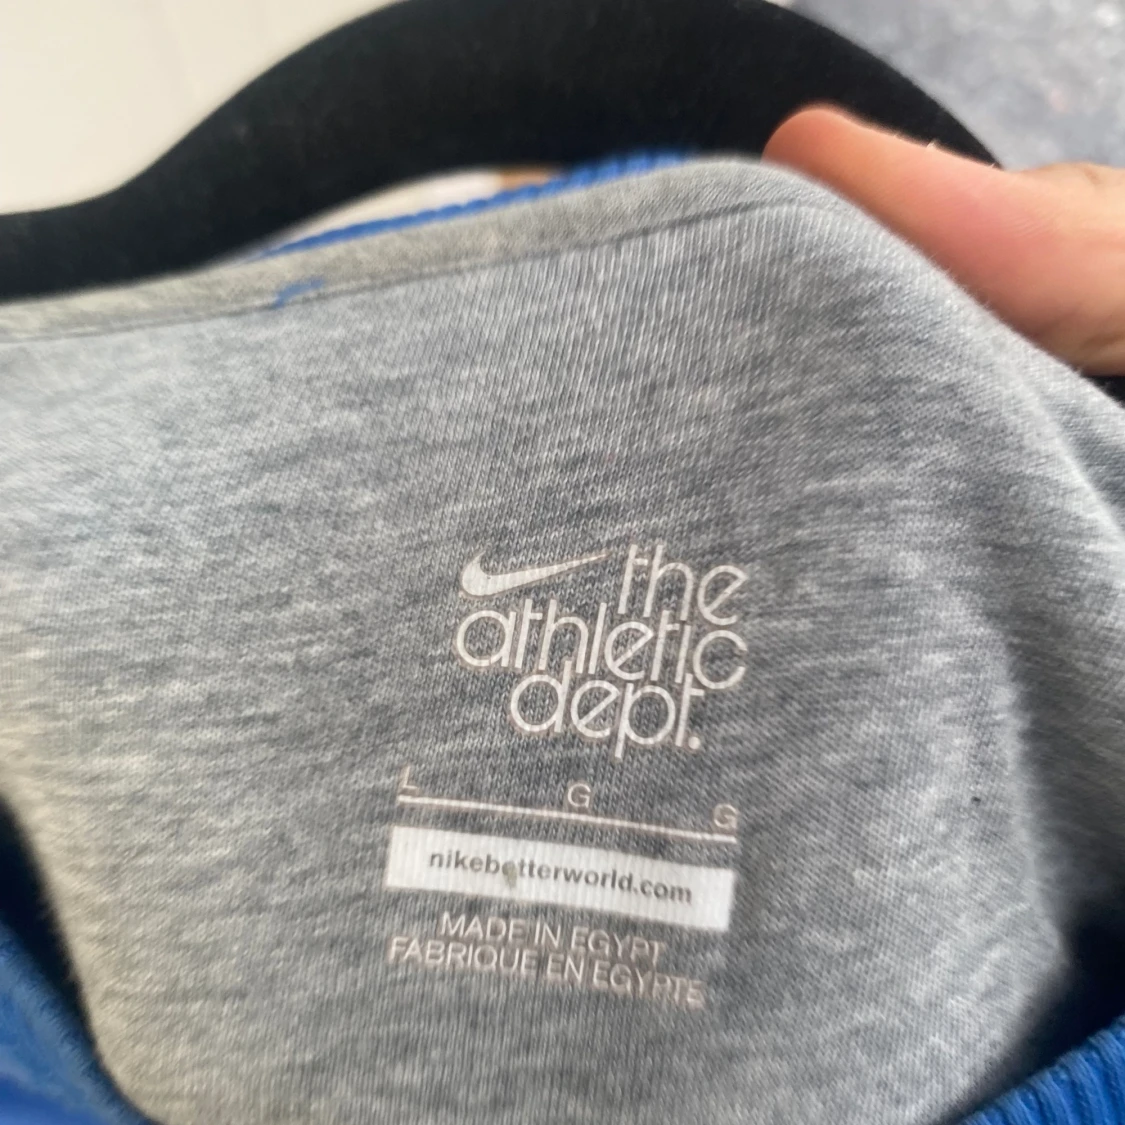 the
athletic
dept.
L G G
nikebetterworld.com
MADE IN EGYPT
FABRIQUE EN EGYPTE